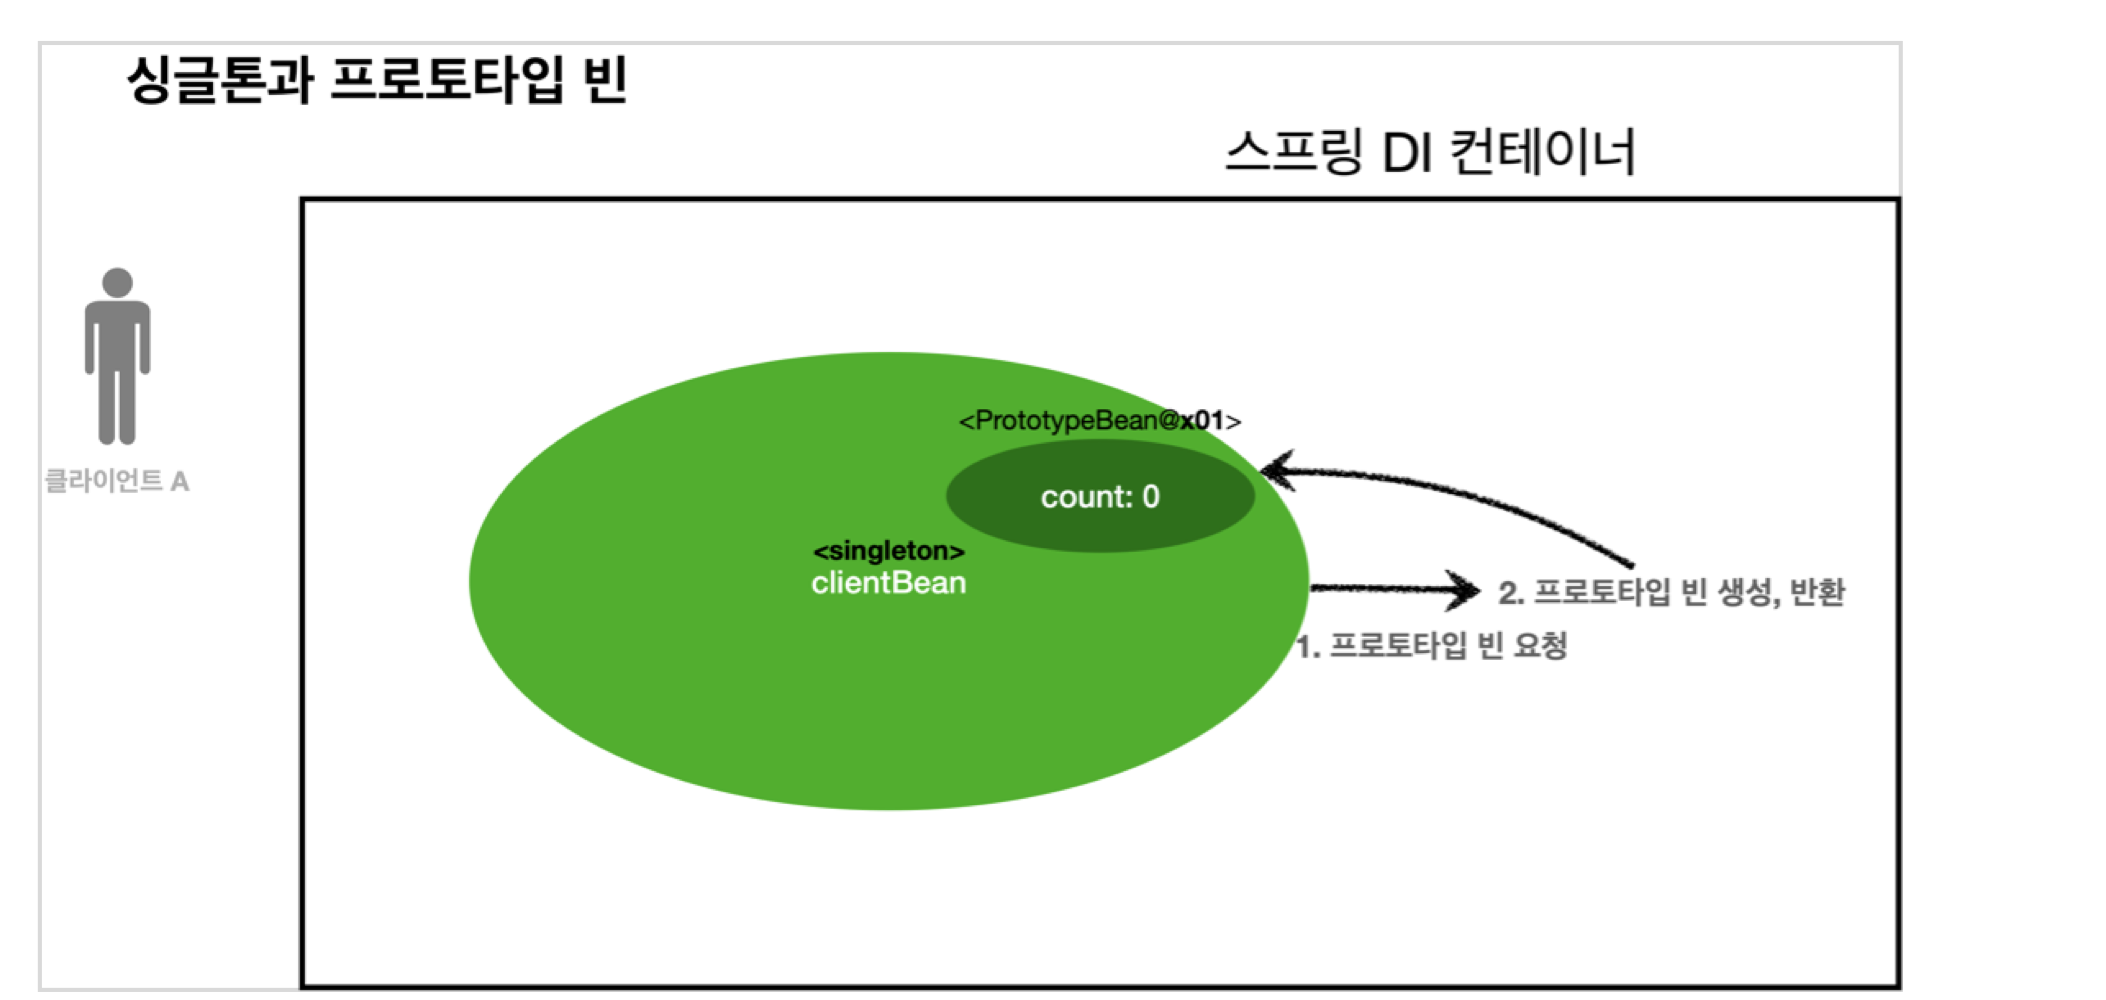 싱글톤과 프로토타입 빈
스프링 DI 컨테이너
클라이언트 A
<PrototypeBean@x01>
count: 0
<singleton>
clientBean
2. 프로토타입 빈 생성, 반환
1. 프로토타입 빈 요청